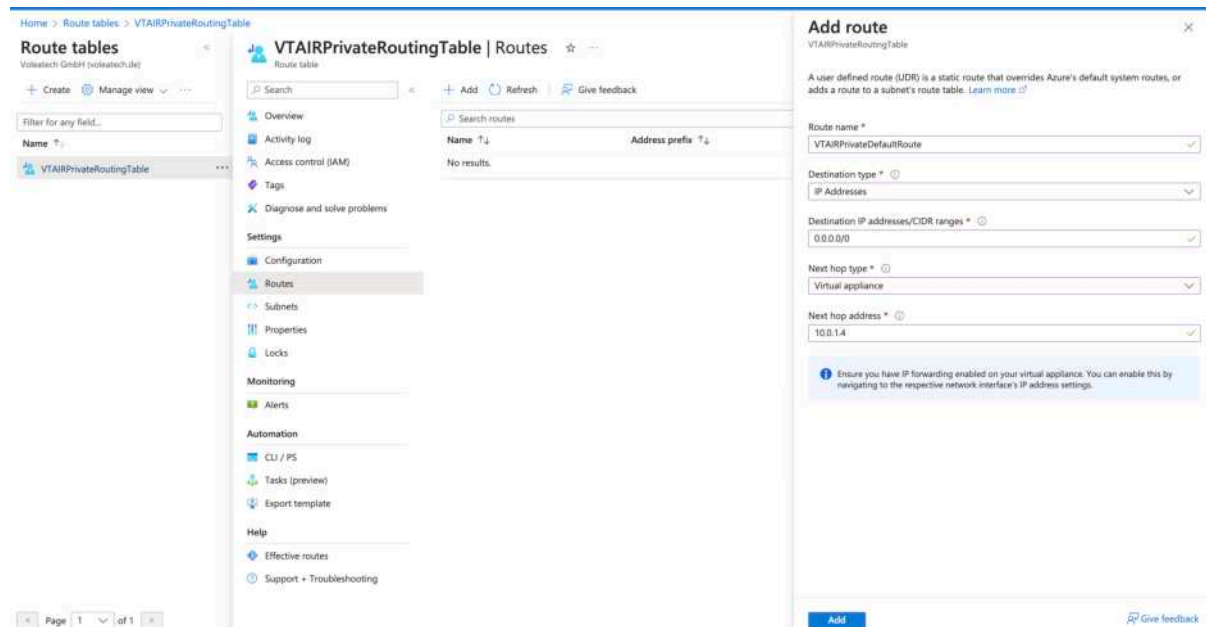 Home > Route tables > VTAIRPrivateRoutingTable
Route tables
Voleatech GmbH (voleatech.de)
Create Manage view
Filter for any field...
Name
VTAIRPrivateRoutingTable
Page 1 of 1
VTAIRPrivateRoutingTable | Routes
Route table
Search
Overview
Activity log
Access control (IAM)
Tags
Diagnose and solve problems
Settings
Configuration
Routes
Subnets
Properties
Locks
Monitoring
Alerts
Automation
CLI / PS
Tasks (preview)
Export template
Help
Effective routes
Support + Troubleshooting
Add Refresh Give feedback
Search routes
Name Address prefix
No results.
Add route
VTAIRPrivateRoutingTable
A user defined route (UDR) is a static route that overrides Azure's default system routes, or
adds a route to a subnet's route table. Learn more
Route name *
VTAIRPrivateDefaultRoute
Destination type *
IP Addresses
Destination IP addresses/CIDR ranges *
0.0.0.0/0
Next hop type *
Virtual appliance
Next hop address *
10.0.1.4
Ensure you have IP forwarding enabled on your virtual appliance. You can enable this by
navigating to the respective network interface's IP address settings.
Add
Give feedback